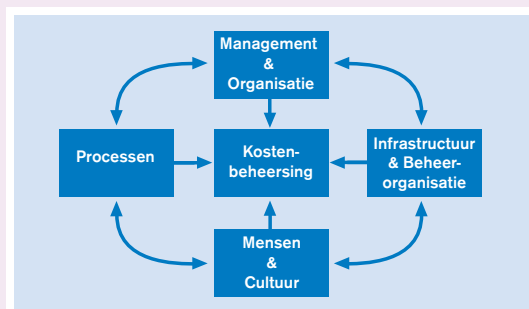 Management
&
Organisatie
Processen
Kosten-
beheersing
Infrastructuur
& Beheer-
organisatie
Mensen
&
Cultuur